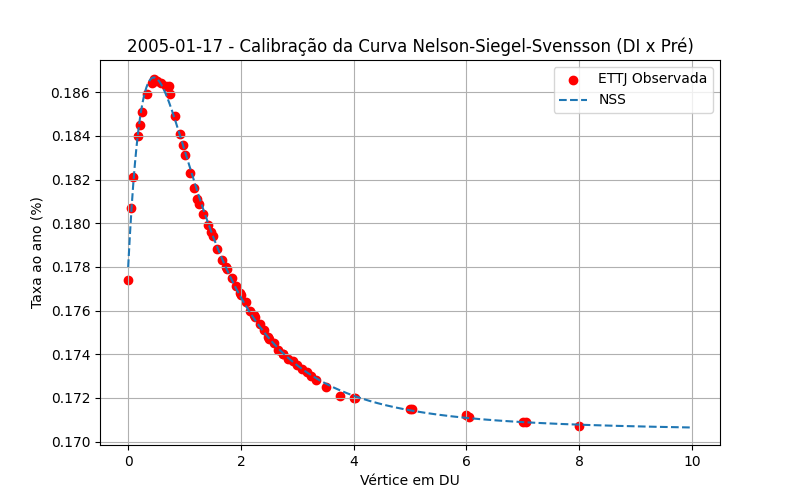 2005-01-17 - Calibração da Curva Nelson-Siegel-Svensson (DI x Pré)
ETTJ Observada
NSS
Taxa ao ano (%)
0.186
0.184
0.182
0.180
0.178
0.176
0.174
0.172
0.170
0 2 4 6 8 10
Vértice em DU